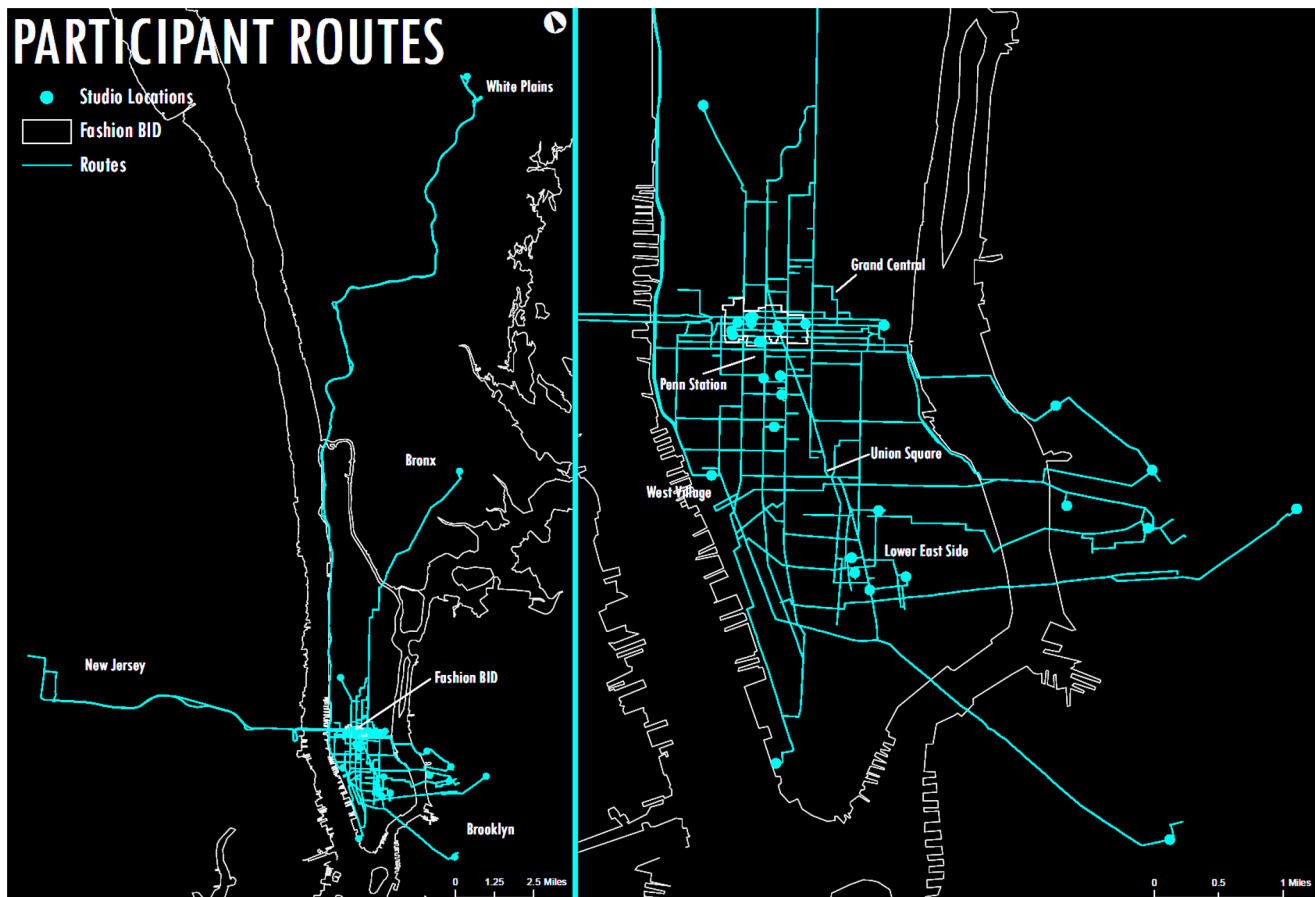 PARTICIPANT ROUTES
Studio Locations
Fashion BID
Routes
White Plains
Bronx
New Jersey
Fashion BID
Brooklyn
0 1.25 2.5 Miles
Grand Central
Penn Station
Union Square
West Village
Lower East Side
0 0.5 1 Miles